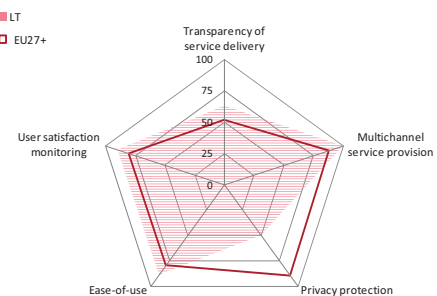 LT
EU27+
Transparency of
service delivery
100
75
50
25
0
User satisfaction
monitoring
Multichannel
service provision
Ease-of-use
Privacy protection